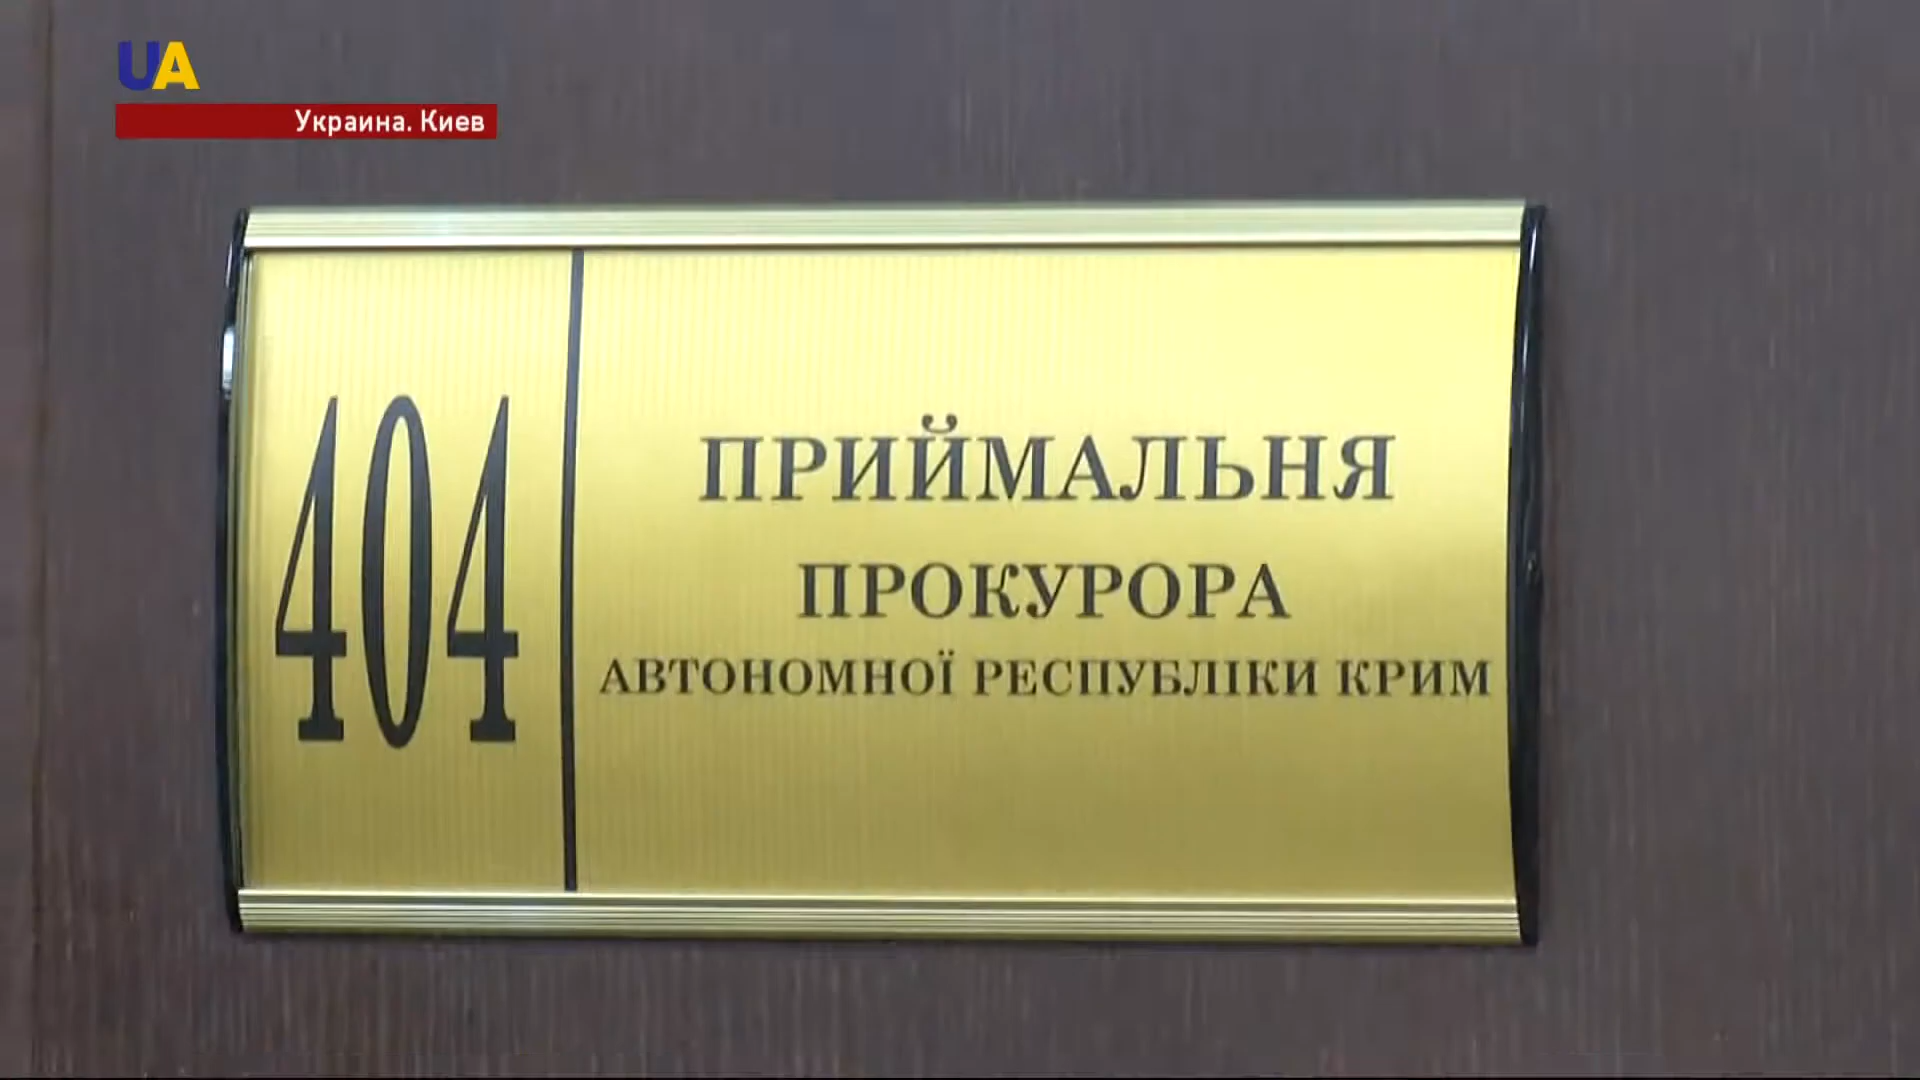 UA
Украина. Киев
404
ПРИЙМАЛЬНЯ
ПРОКУРОРА
АВТОНОМНОЇ РЕСПУБЛІКИ КРИМ